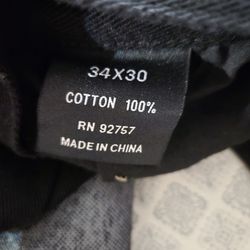 34X30
COTTON 100%
RN 92757
MADE IN CHINA